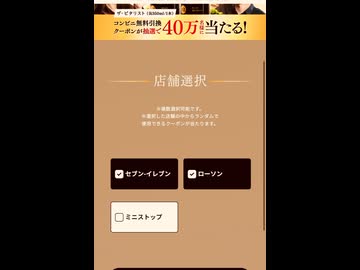 ザ・ビタリスト (缶350ml/1本)
コンビニ無料引換
クーポンが抽選で40万名様に当たる!
店舗選択
※複数選択可能です。
※選択した店舗の中からランダムで
使用できるクーポンが当たります。
セブン‐イレブン
ローソン
ミニストップ